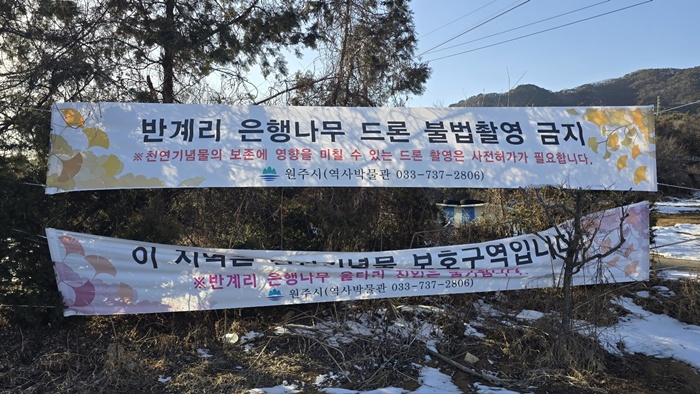 반계리 은행나무 드론 불법촬영 금지
※천연기념물의 보존에 영향을 미칠 수 있는 드론 촬영은 사전허가가 필요합니다.
원주시(역사박물관 033-737-2806)
이 지역은 보호구역입니다
※반계리 은행나무 울타리
원주시(역사박물관 033-737-2806)